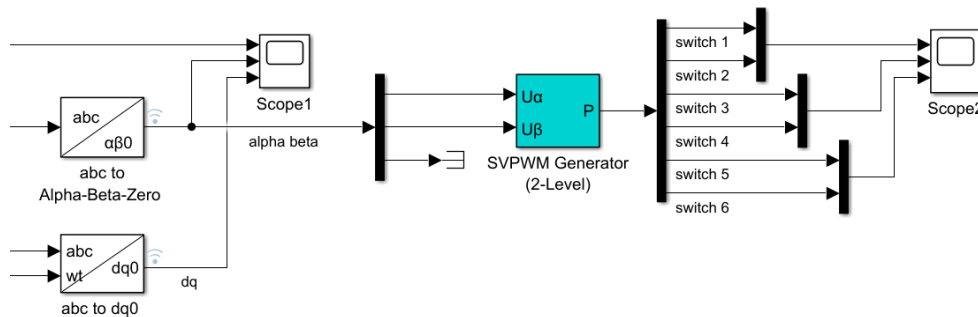 Scope1
abc
αβ0
abc to
Alpha-Beta-Zero
alpha beta
abc
wt
dq0
abc to dq0
dq
Uα
Uβ
P
SVPWM Generator
(2-Level)
switch 1
switch 2
switch 3
switch 4
switch 5
switch 6
Scope2